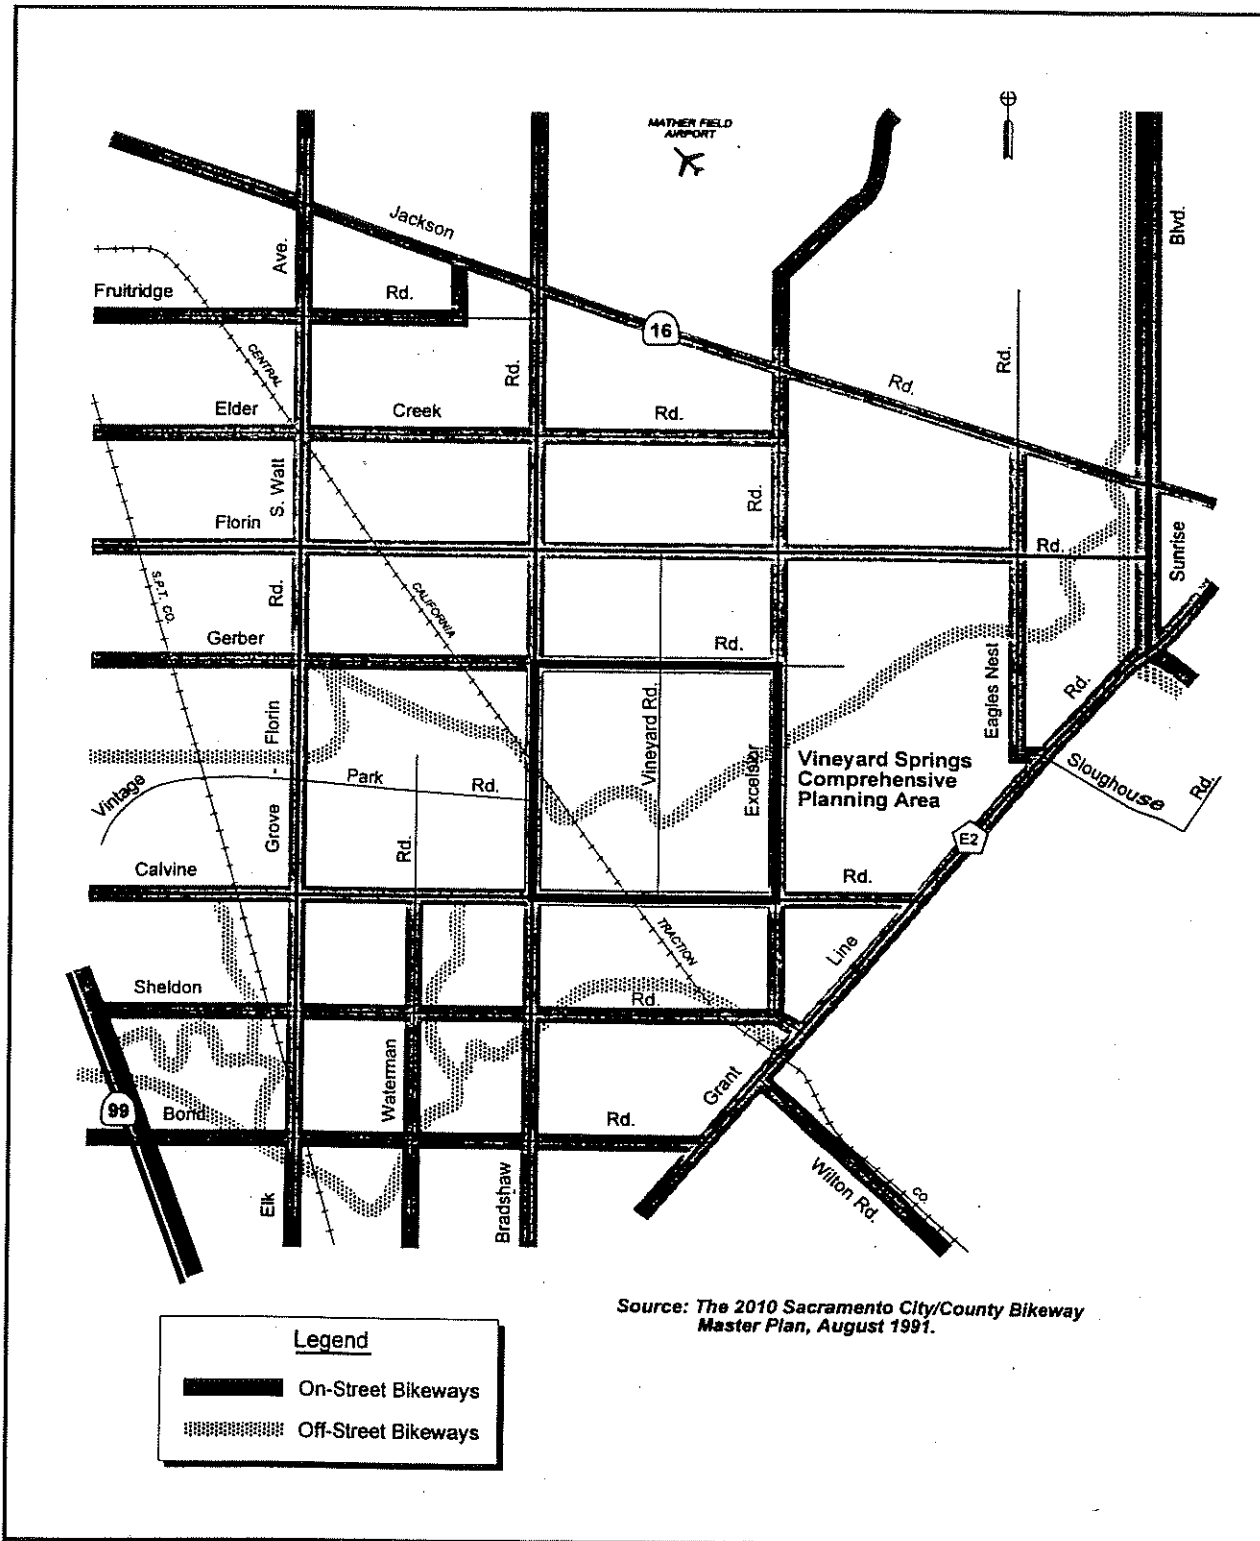 MATHER FIELD
AIRPORT
Jackson
Ave.
Blvd.
Fruitridge
Rd.
16
CENTRAL
Rd.
Rd.
Rd.
Elder
Creek
Rd.
S. Watt
Rd.
Florin
Rd.
Sunrise
S.P.T. CO.
Rd.
CALIFORNIA
Gerber
Rd.
Eagles Nest
Rd.
Florin
Vineyard Rd.
Excelsior
Vineyard Springs
Comprehensive
Planning Area
Vintage
Park
Rd.
Sloughouse
Rd.
Grove
Rd.
E2
Calvine
Rd.
TRACTION
Line
Sheldon
Rd.
Waterman
Grant
99
Bond
Rd.
Elk
Bradshaw
Wilton Rd.
CO.
Source: The 2010 Sacramento City/County Bikeway
Master Plan, August 1991.
Legend
On-Street Bikeways
Off-Street Bikeways